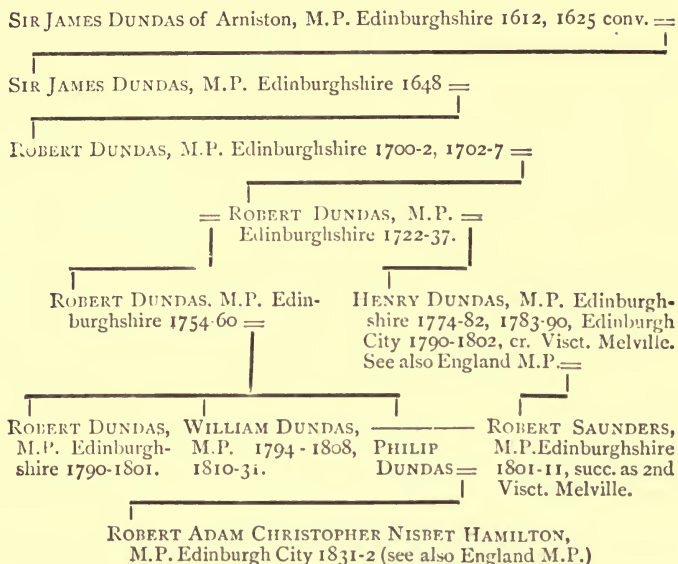 SIR JAMES DUNDAS of Arniston, M.P. Edinburghshire 1612, 1625 conv. =
SIR JAMES DUNDAS, M.P. Edinburghshire 1648 =
ROBERT DUNDAS, M.P. Edinburghshire 1700-2, 1702-7 =
= ROBERT DUNDAS, M.P. =
Edinburghshire 1722-37.
ROBERT DUNDAS, M.P. Edin-
burghshire 1754-60 =
HENRY DUNDAS, M.P. Edinburgh-
shire 1774-82, 1783-90, Edinburgh
City 1790-1802, cr. Visct. Melville.
See also England M.P. =
ROBERT DUNDAS,
M.P. Edinburgh-
shire 1790-1801.
WILLIAM DUNDAS,
M.P. 1794-1808,
1810-31.
PHILIP
DUNDAS =
ROBERT SAUNDERS,
M.P. Edinburghshire
1801-11, succ. as 2nd
Visct. Melville.
ROBERT ADAM CHRISTOPHER NISBET HAMILTON,
M.P. Edinburgh City 1831-2 (see also England M.P.)